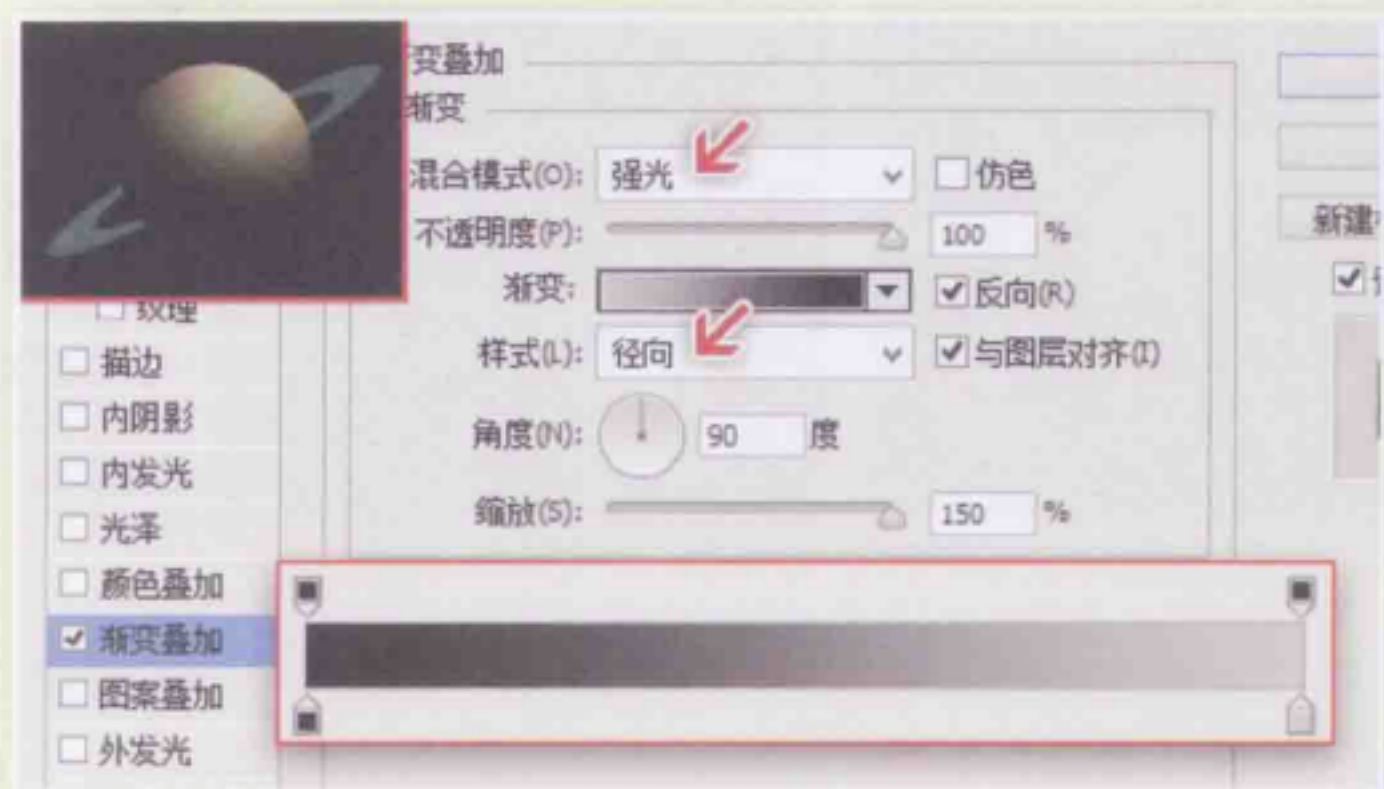 变叠加
渐变
混合模式(O): 强光 仿色
不透明度(P): 100 %
渐变: 反向(R)
样式(L): 径向 与图层对齐(I)
角度(N): 90 度
缩放(S): 150 %
新建
纹理
描边
内阴影
内发光
光泽
颜色叠加
渐变叠加
图案叠加
外发光